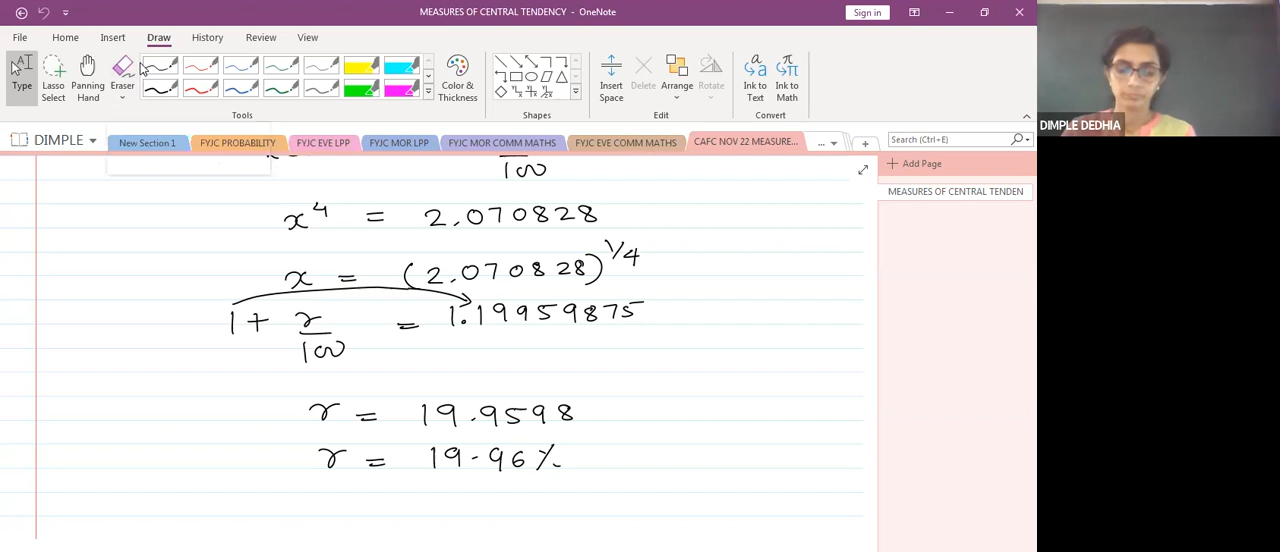 MEASURES OF CENTRAL TENDENCY - OneNote
Sign in
File Home Insert Draw History Review View
Type
Lasso Select
Panning Hand
Eraser
Color & Thickness
Insert Space
Delete
Arrange
Rotate
Ink to Text
Ink to Math
Tools
Shapes
Edit
Convert
DIMPLE DEDHIA
DIMPLE
New Section 1
FYJC PROBABILITY
FYJC EVE LPP
FYJC MOR LPP
FYJC MOR COMM MATHS
FYJC EVE COMM MATHS
CAFC NOV 22 MEASURE...
...
Search (Ctrl+E)
Add Page
MEASURES OF CENTRAL TENDEN
100
x⁴ = 2.070828
x = (2.070828)^1/4
1 + r/100 = 1.19959875
r = 19.9598
r = 19.96%